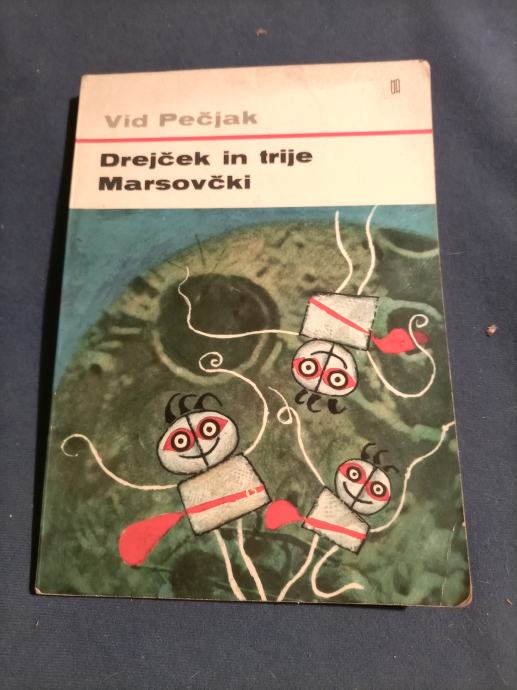 Vid Pečjak
Drejček in trije
Marsovčki